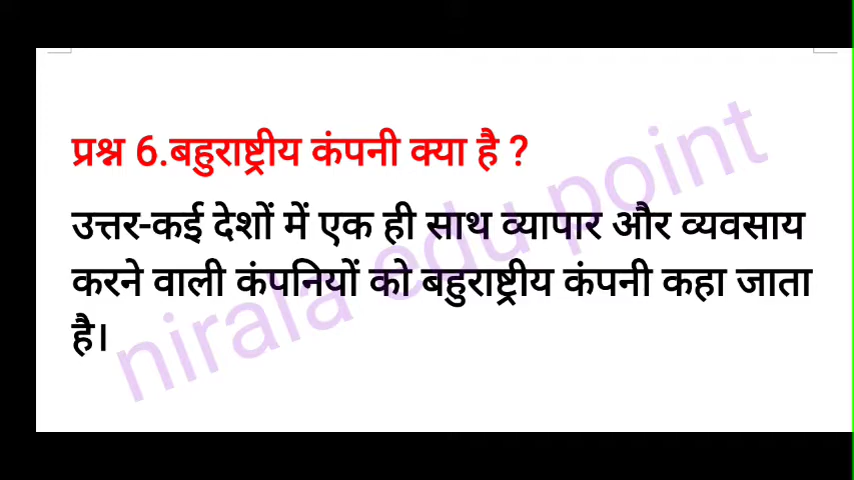 प्रश्न 6.बहुराष्ट्रीय कंपनी क्या है ?
उत्तर-कई देशों में एक ही साथ व्यापार और व्यवसाय
करने वाली कंपनियों को बहुराष्ट्रीय कंपनी कहा जाता
है।
nirala edu point